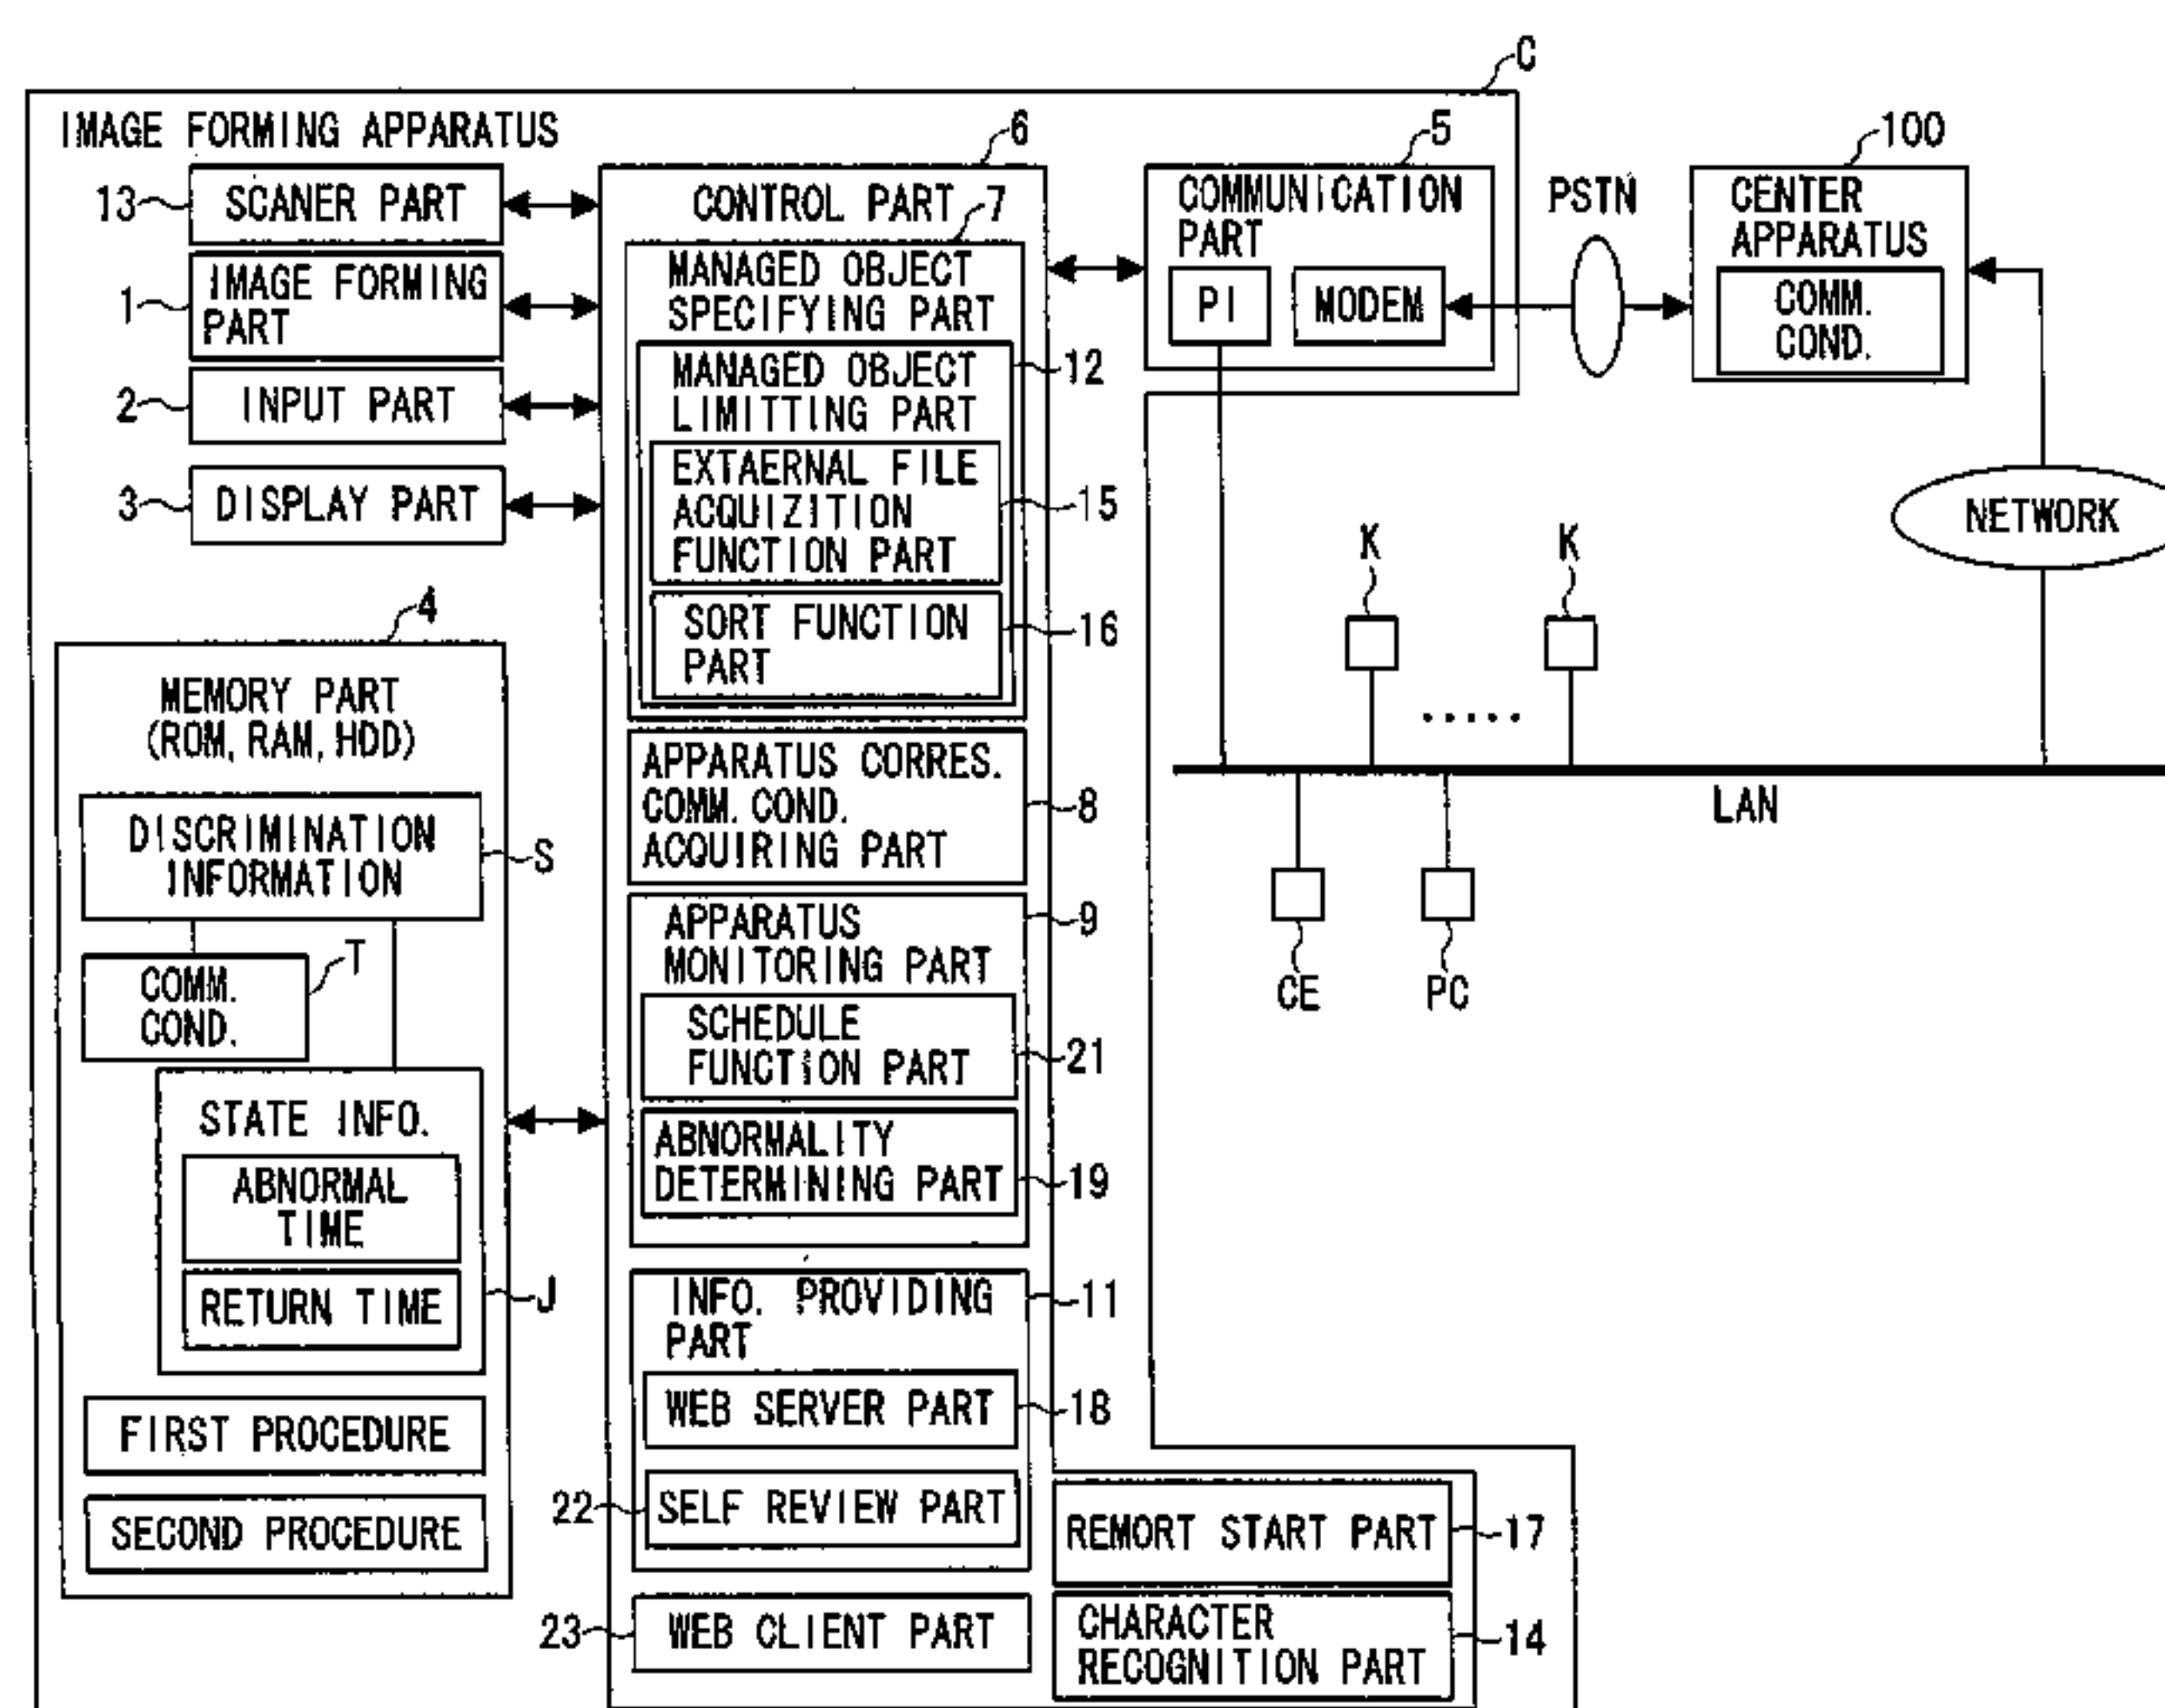 C
IMAGE FORMING APPARATUS
13
SCANER PART
1
IMAGE FORMING
PART
2
INPUT PART
3
DISPLAY PART
4
MEMORY PART
(ROM, RAM, HDD)
DISCRIMINATION
INFORMATION
S
COMM.
COND.
T
STATE INFO.
ABNORMAL
TIME
RETURN TIME
J
FIRST PROCEDURE
SECOND PROCEDURE
6
CONTROL PART
7
MANAGED OBJECT
SPECIFYING PART
MANAGED OBJECT
LIMITTING PART
12
EXTAERNAL FILE
ACQUIZITION
FUNCTION PART
15
SORT FUNCTION
PART
16
APPARATUS CORRES.
COMM. COND.
ACQUIRING PART
8
APPARATUS
MONITORING PART
9
SCHEDULE
FUNCTION PART
21
ABNORMALITY
DETERMINING PART
19
INFO. PROVIDING
PART
11
WEB SERVER PART
18
22
SELF REVIEW PART
23
WEB CLIENT PART
REMORT START PART
17
CHARACTER
RECOGNITION PART
14
5
COMMUNICATION
PART
PI
MODEM
PSTN
100
CENTER
APPARATUS
COMM.
COND.
NETWORK
K
K
.....
LAN
CE
PC